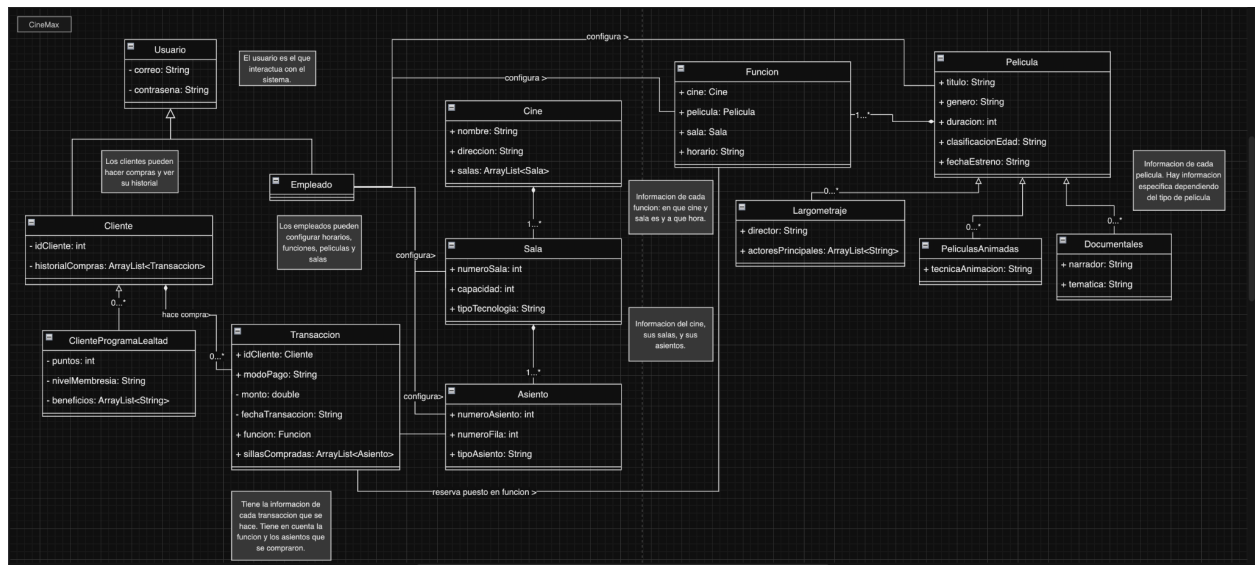 CineMax
Usuario
- correo: String
- contrasena: String
El usuario es el que
interactua con el
sistema.
configura >
configura >
Funcion
+ cine: Cine
+ pelicula: Pelicula
+ sala: Sala
+ horario: String
1...*
Pelicula
+ titulo: String
+ genero: String
+ duracion: int
+ clasificacionEdad: String
+ fechaEstreno: String
Cine
+ nombre: String
+ direccion: String
+ salas: ArrayList<Sala>
Los clientes pueden
hacer compras y ver
su historial
Empleado
Informacion de cada
pelicula. Hay informacion
especifica dependiendo
del tipo de pelicula
Informacion de cada
funcion: en que cine y
sala es y a que hora.
0...*
0...*
0...*
Largometraje
+ director: String
+ actoresPrincipales: ArrayList<String>
PeliculasAnimadas
+ tecnicaAnimacion: String
Documentales
+ narrador: String
+ tematica: String
Cliente
- idCliente: int
- historialCompras: ArrayList<Transaccion>
Los empleados pueden
configurar horarios,
funciones, peliculas y
salas
1...*
configura>
Sala
+ numeroSala: int
+ capacidad: int
+ tipoTecnologia: String
0...*
hace compra>
0...*
ClienteProgramaLealtad
- puntos: int
- nivelMembresia: String
- beneficios: ArrayList<String>
Transaccion
+ idCliente: Cliente
+ modoPago: String
- monto: double
- fechaTransaccion: String
+ funcion: Funcion
+ sillasCompradas: ArrayList<Asiento>
Informacion del cine,
sus salas, y sus
asientos.
1...*
configura>
Asiento
+ numeroAsiento: int
+ numeroFila: int
+ tipoAsiento: String
reserva puesto en funcion >
Tiene la informacion de
cada transaccion que se
hace. Tiene en cuenta la
funcion y los asientos que
se compraron.